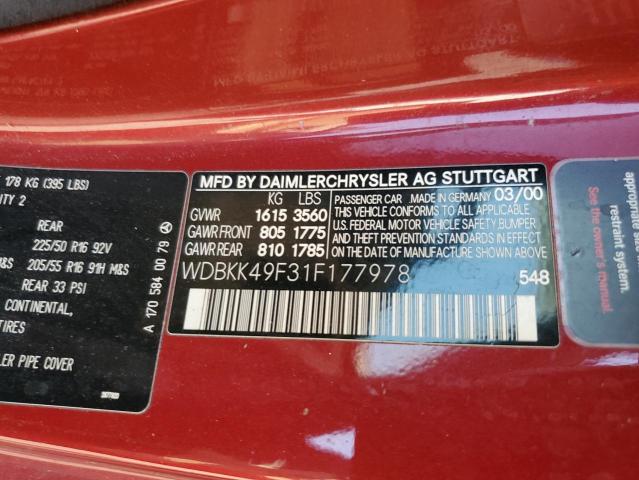 178 KG (395 LBS)
ITY 2
REAR
225/50 R16 92V
205/55 R16 91H M&S
REAR 33 PSI
CONTINENTAL,
TIRES
LER PIPE COVER
A 170 584 00 79
MFD BY DAIMLERCHRYSLER AG STUTTGART
KG LBS
GVWR 1615 3560
GAWR FRONT 805 1775
GAWR REAR 810 1785
PASSENGER CAR .MADE IN GERMANY 03/00
THIS VEHICLE CONFORMS TO ALL APPLICABLE
U.S. FEDERAL MOTOR VEHICLE SAFETY, BUMPER
AND THEFT PREVENTION STANDARDS IN EFFECT
ON THE DATE OF MANUFACTURE SHOWN ABOVE.
WDBKK49F31F177978
548
appropriate
restraint system.
See the owner's
manual.